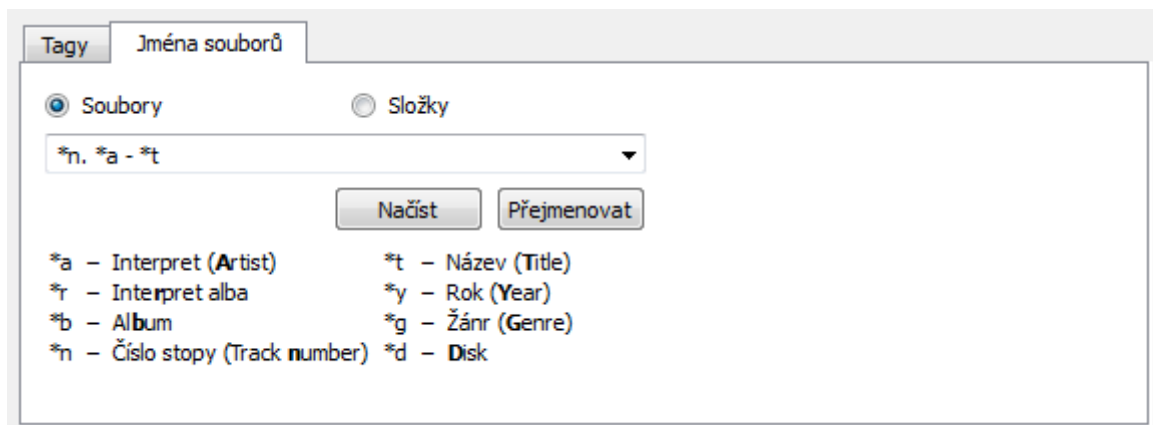 Tagy Jména souborů
Soubory Složky
*n. *a - *t
Načíst Přejmenovat
*a – Interpret (Artist) *t – Název (Title)
*r – Interpret alba *y – Rok (Year)
*b – Album *g – Žánr (Genre)
*n – Číslo stopy (Track number) *d – Disk